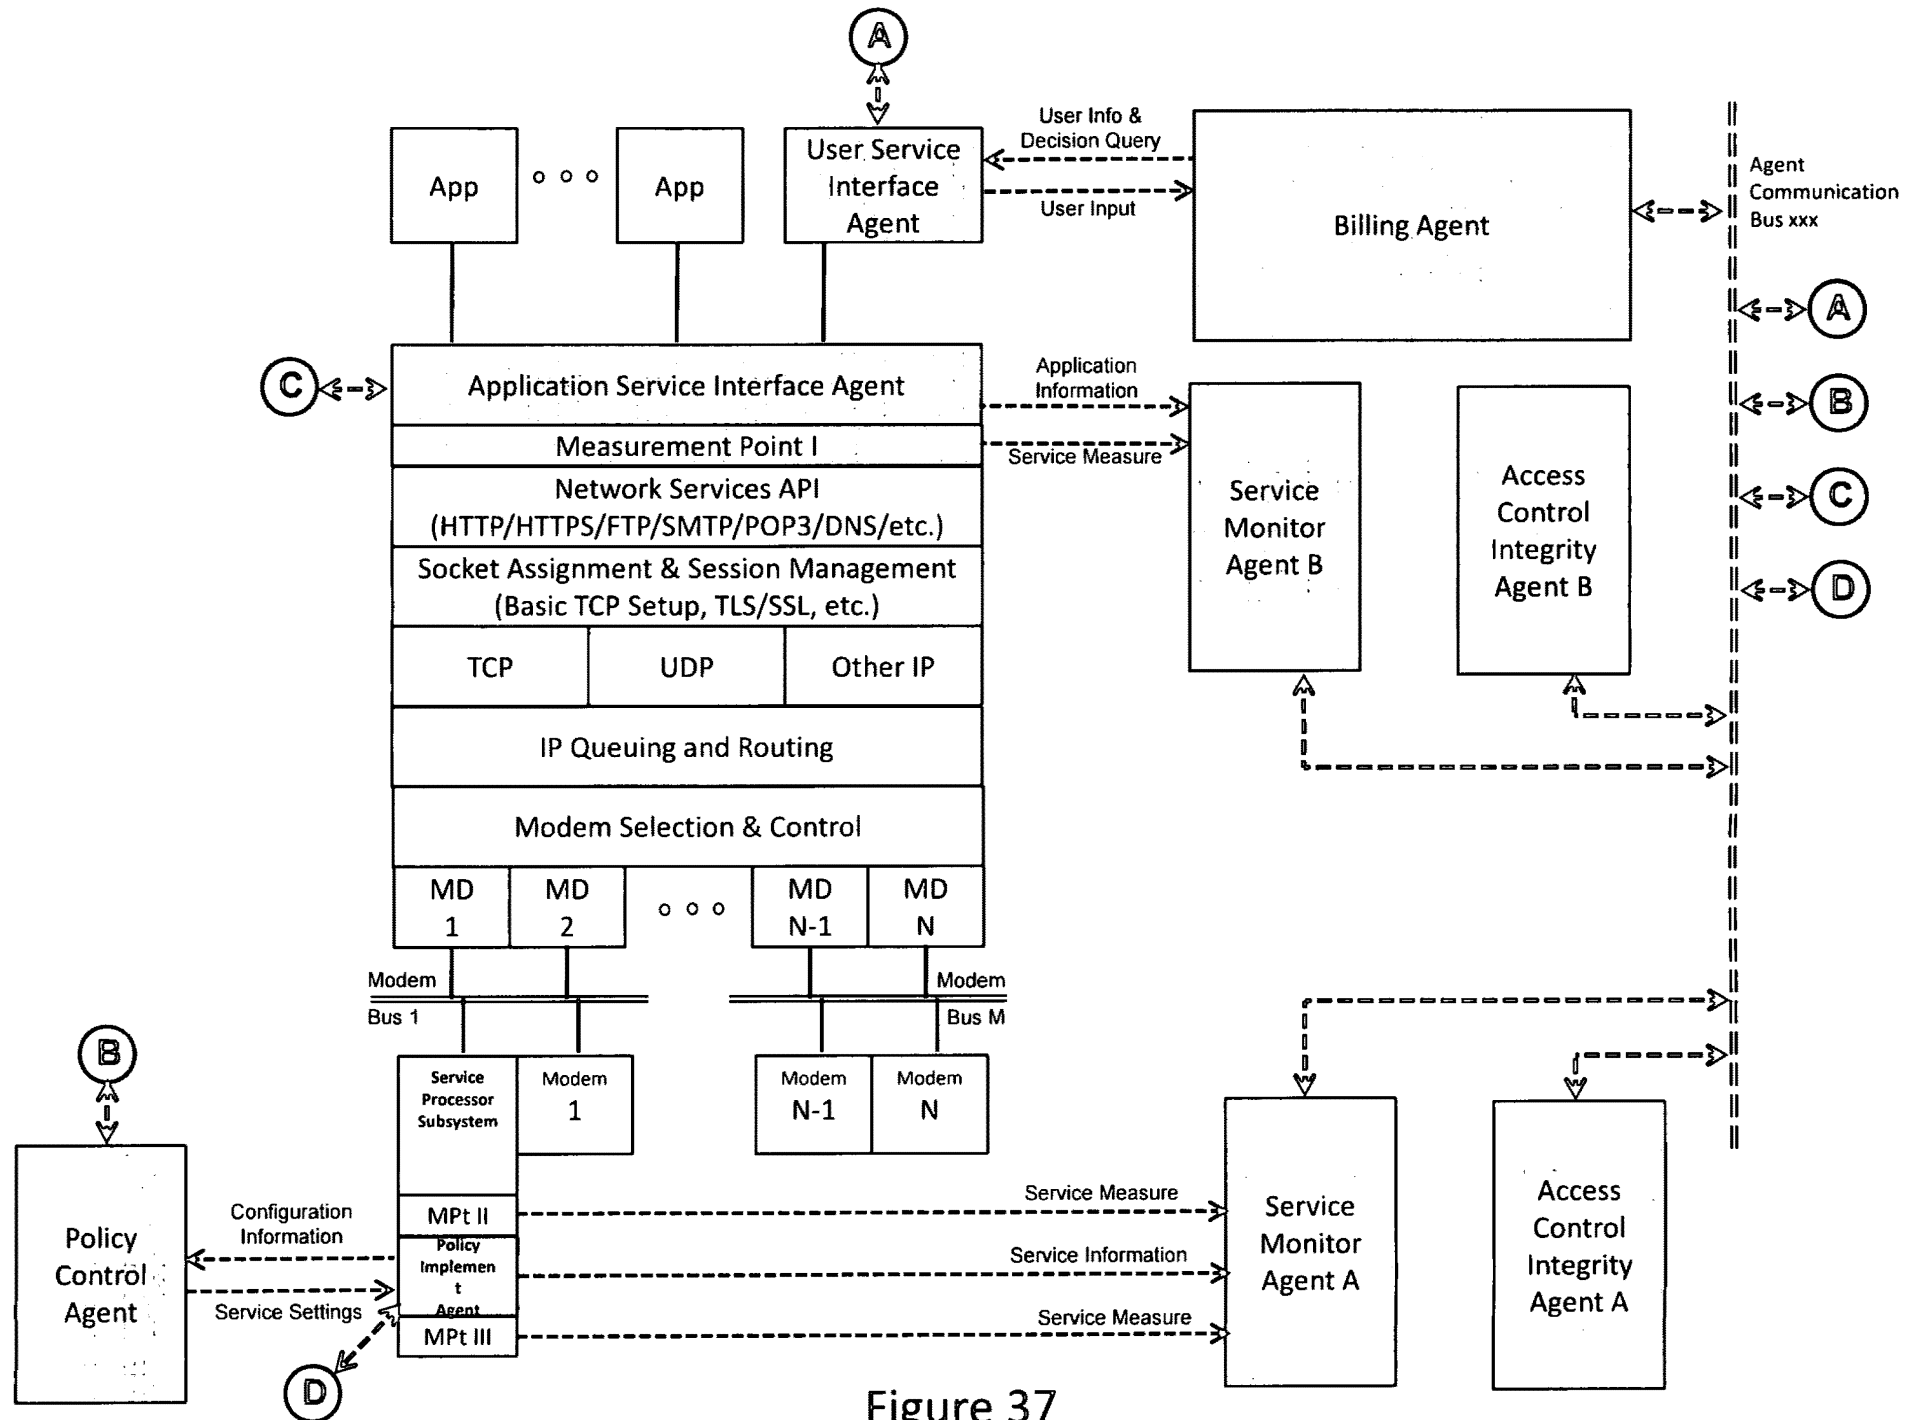 A
App
o o o
App
User Service
Interface
Agent
User Info &
Decision Query
User Input
Billing Agent
Agent
Communication
Bus xxx
A
B
C
D
C
Application Service Interface Agent
Measurement Point I
Network Services API
(HTTP/HTTPS/FTP/SMTP/POP3/DNS/etc.)
Socket Assignment & Session Management
(Basic TCP Setup, TLS/SSL, etc.)
TCP
UDP
Other IP
IP Queuing and Routing
Modem Selection & Control
MD
1
MD
2
o o o
MD
N-1
MD
N
Application
Information
Service Measure
Service
Monitor
Agent B
Access
Control
Integrity
Agent B
Modem
Bus 1
Modem
Bus M
Service
Processor
Subsystem
Modem
1
Modem
N-1
Modem
N
MPt II
Policy
Implemen
t
Agent
MPt III
B
Policy
Control
Agent
Configuration
Information
Service Settings
D
Service Measure
Service Information
Service Measure
Service
Monitor
Agent A
Access
Control
Integrity
Agent A
Figure 37